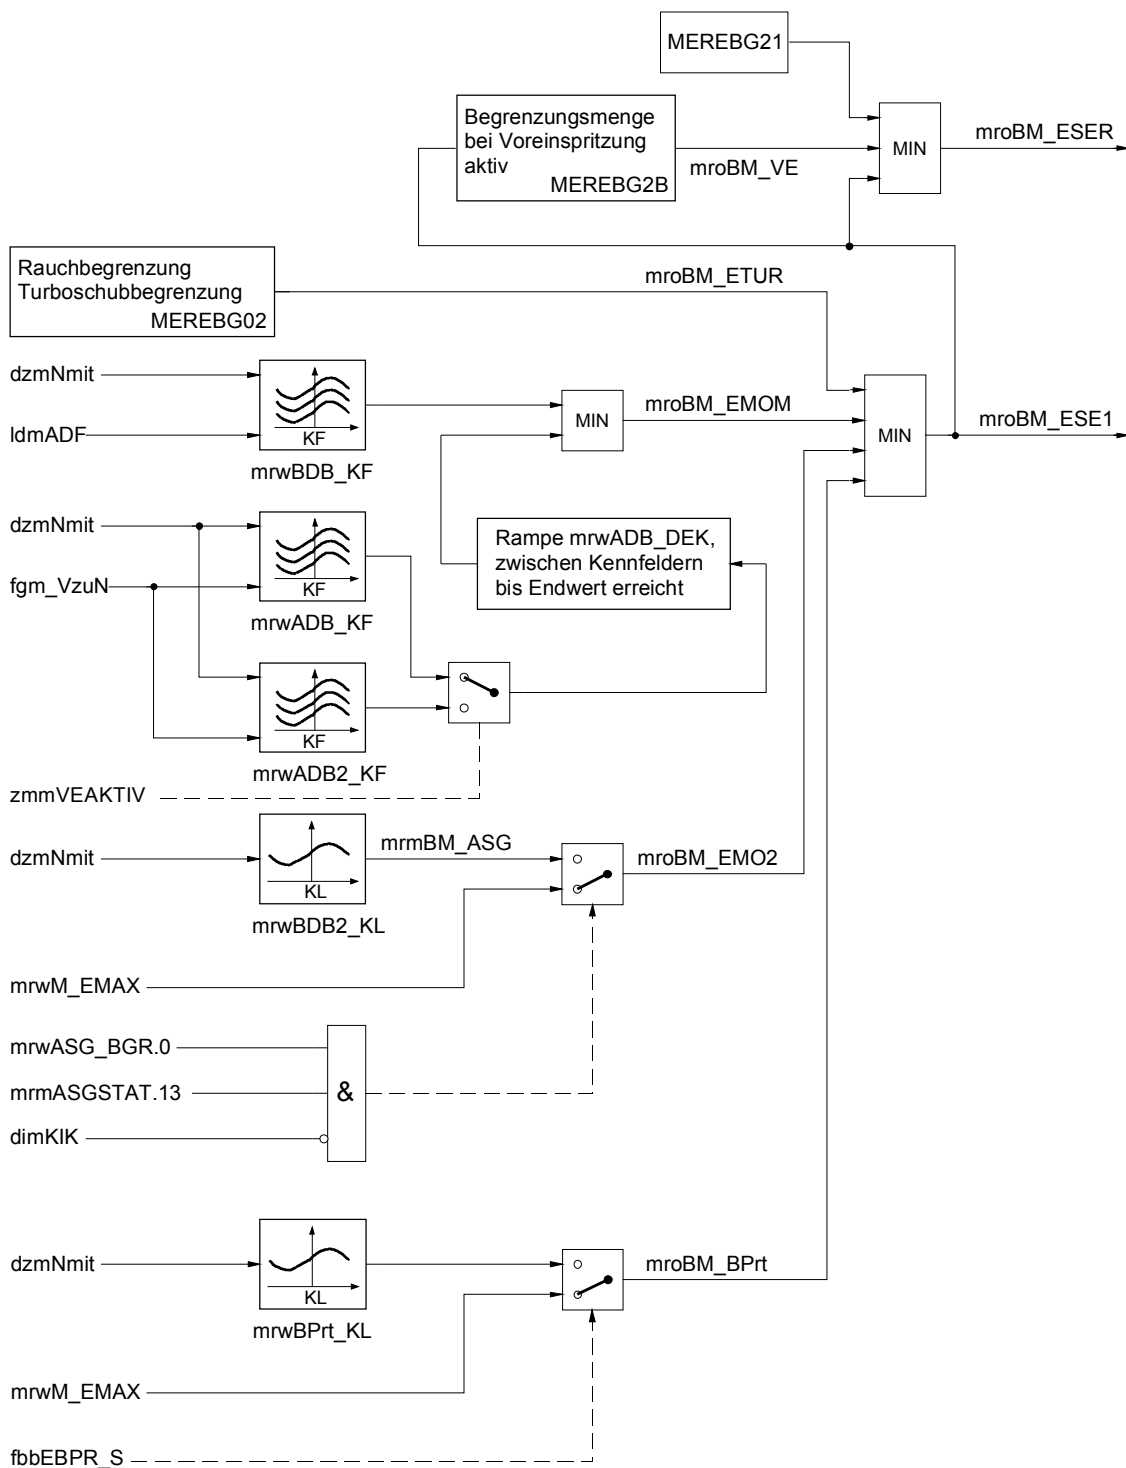 MEREBG21
Begrenzungsmenge
bei Voreinspritzung
aktiv
MEREBG2B
mroBM_VE
MIN
mroBM_ESER
Rauchbegrenzung
Turboschubbegrenzung
MEREBG02
mroBM_ETUR
dzmNmit
ldmADF
KF
mrwBDB_KF
MIN
mroBM_EMOM
MIN
mroBM_ESE1
dzmNmit
fgm_VzuN
KF
mrwADB_KF
Rampe mrwADB_DEK,
zwischen Kennfeldern
bis Endwert erreicht
KF
mrwADB2_KF
zmmVEAKTIV
dzmNmit
KL
mrwBDB2_KL
mrmBM_ASG
mroBM_EMO2
mrwM_EMAX
mrwASG_BGR.0
mrmASGSTAT.13
dimKIK
&
dzmNmit
KL
mrwBPrt_KL
mroBM_BPrt
mrwM_EMAX
fbbEBPR_S